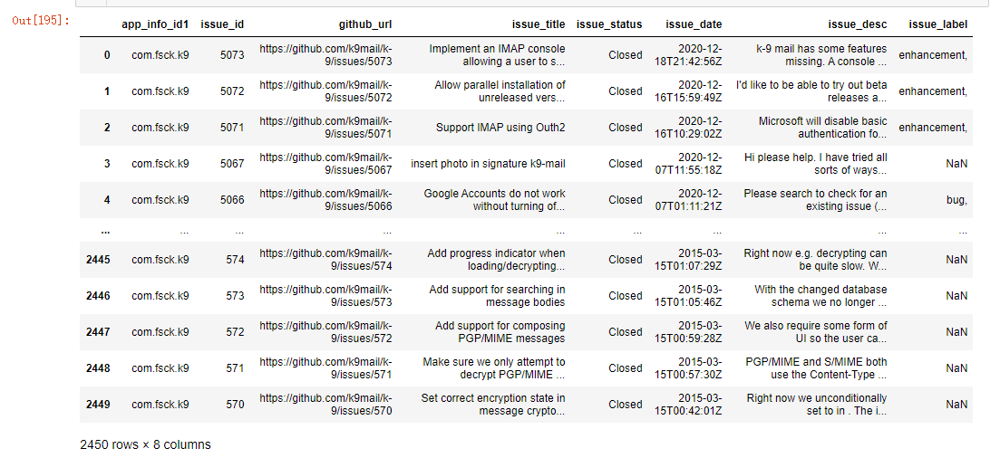 Out[195]:
app_info_id1 issue_id github_url issue_title issue_status issue_date issue_desc issue_label
0 com.fsck.k9 5073 https://github.com/k9mail/k-9/issues/5073 Implement an IMAP console allowing a user to s... Closed 2020-12-18T21:42:56Z k-9 mail has some features missing. A console ... enhancement,
1 com.fsck.k9 5072 https://github.com/k9mail/k-9/issues/5072 Allow parallel installation of unreleased vers... Closed 2020-12-16T15:59:49Z I'd like to be able to try out beta releases a... enhancement,
2 com.fsck.k9 5071 https://github.com/k9mail/k-9/issues/5071 Support IMAP using Outh2 Closed 2020-12-16T10:29:02Z Microsoft will disable basic authentication fo... enhancement,
3 com.fsck.k9 5067 https://github.com/k9mail/k-9/issues/5067 insert photo in signature k9-mail Closed 2020-12-07T11:55:18Z Hi please help. I have tried all sorts of ways... NaN
4 com.fsck.k9 5066 https://github.com/k9mail/k-9/issues/5066 Google Accounts do not work without turning of... Closed 2020-12-07T01:11:21Z Please search to check for an existing issue (... bug,
... ... ... ... ... ... ... ... ...
2445 com.fsck.k9 574 https://github.com/k9mail/k-9/issues/574 Add progress indicator when loading/decrypting... Closed 2015-03-15T01:07:29Z Right now e.g. decrypting can be quite slow. W... NaN
2446 com.fsck.k9 573 https://github.com/k9mail/k-9/issues/573 Add support for searching in message bodies Closed 2015-03-15T01:05:46Z With the changed database schema we no longer ... NaN
2447 com.fsck.k9 572 https://github.com/k9mail/k-9/issues/572 Add support for composing PGP/MIME messages Closed 2015-03-15T00:59:28Z We also require some form of UI so the user ca... NaN
2448 com.fsck.k9 571 https://github.com/k9mail/k-9/issues/571 Make sure we only attempt to decrypt PGP/MIME ... Closed 2015-03-15T00:57:30Z PGP/MIME and S/MIME both use the Content-Type ... NaN
2449 com.fsck.k9 570 https://github.com/k9mail/k-9/issues/570 Set correct encryption state in message crypto... Closed 2015-03-15T00:42:01Z Right now we unconditionally set to in . The i... NaN
2450 rows × 8 columns